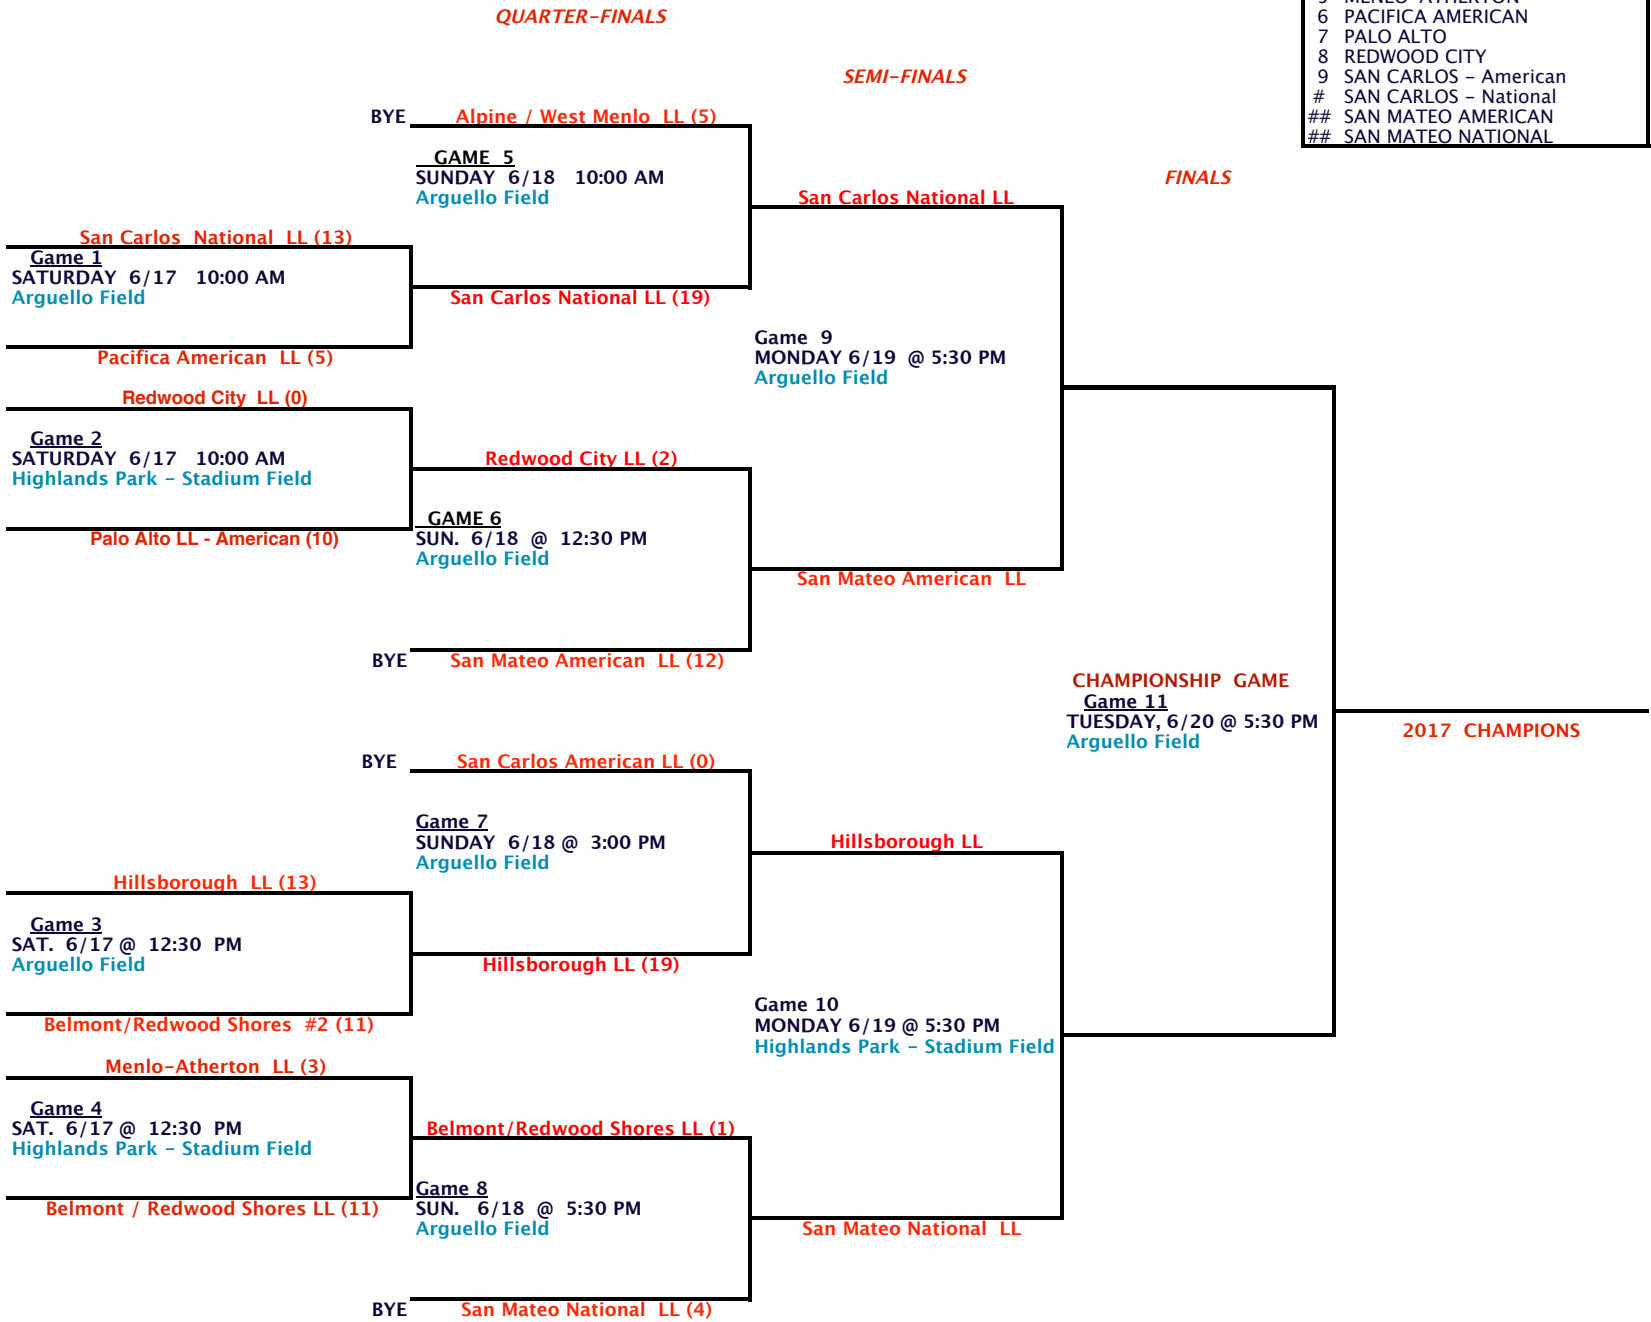 QUARTER-FINALS
5 MENLO-ATHERTON
6 PACIFICA AMERICAN
7 PALO ALTO
8 REDWOOD CITY
9 SAN CARLOS - American
# SAN CARLOS - National
## SAN MATEO AMERICAN
## SAN MATEO NATIONAL
SEMI-FINALS
FINALS
BYE Alpine / West Menlo LL (5)
GAME 5
SUNDAY 6/18 10:00 AM
Arguello Field
San Carlos National LL
San Carlos National LL (13)
Game 1
SATURDAY 6/17 10:00 AM
Arguello Field
San Carlos National LL (19)
Pacifica American LL (5)
Game 9
MONDAY 6/19 @ 5:30 PM
Arguello Field
Redwood City LL (0)
Game 2
SATURDAY 6/17 10:00 AM
Highlands Park - Stadium Field
Redwood City LL (2)
Palo Alto LL - American (10)
GAME 6
SUN. 6/18 @ 12:30 PM
Arguello Field
San Mateo American LL
BYE San Mateo American LL (12)
CHAMPIONSHIP GAME
Game 11
TUESDAY, 6/20 @ 5:30 PM
Arguello Field
2017 CHAMPIONS
BYE San Carlos American LL (0)
Game 7
SUNDAY 6/18 @ 3:00 PM
Arguello Field
Hillsborough LL
Hillsborough LL (13)
Game 3
SAT. 6/17 @ 12:30 PM
Arguello Field
Hillsborough LL (19)
Belmont/Redwood Shores #2 (11)
Game 10
MONDAY 6/19 @ 5:30 PM
Highlands Park - Stadium Field
Menlo-Atherton LL (3)
Game 4
SAT. 6/17 @ 12:30 PM
Highlands Park - Stadium Field
Belmont/Redwood Shores LL (1)
Belmont / Redwood Shores LL (11)
Game 8
SUN. 6/18 @ 5:30 PM
Arguello Field
San Mateo National LL
BYE San Mateo National LL (4)